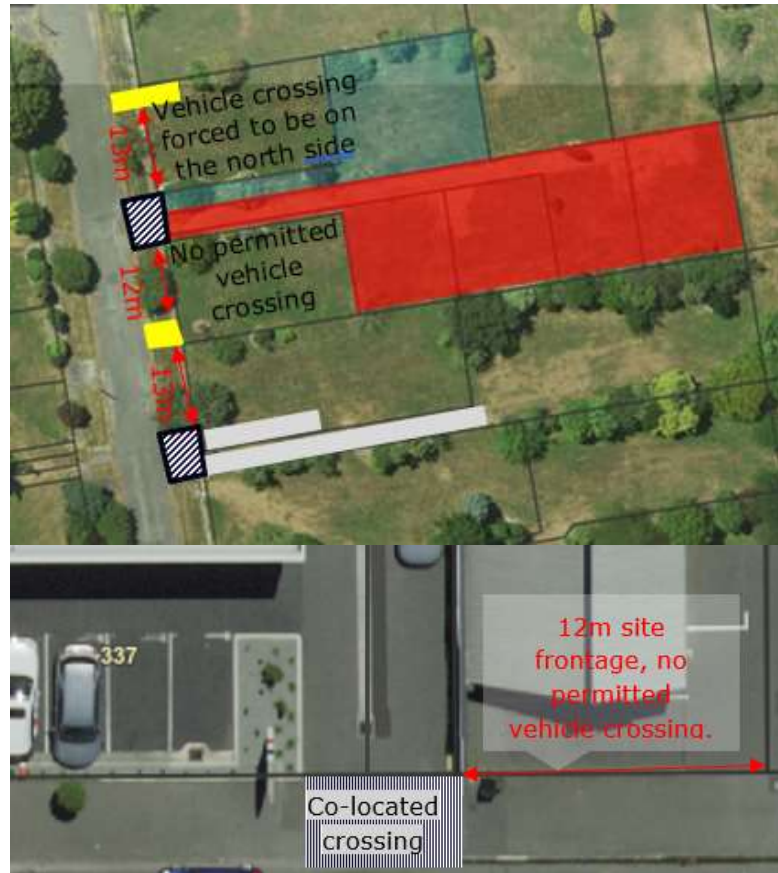 Vehicle crossing
forced to be on
the north side
13m
No permitted
vehicle
crossing
12m
13m
337
12m site
frontage, no
permitted
vehicle crossing.
Co-located
crossing